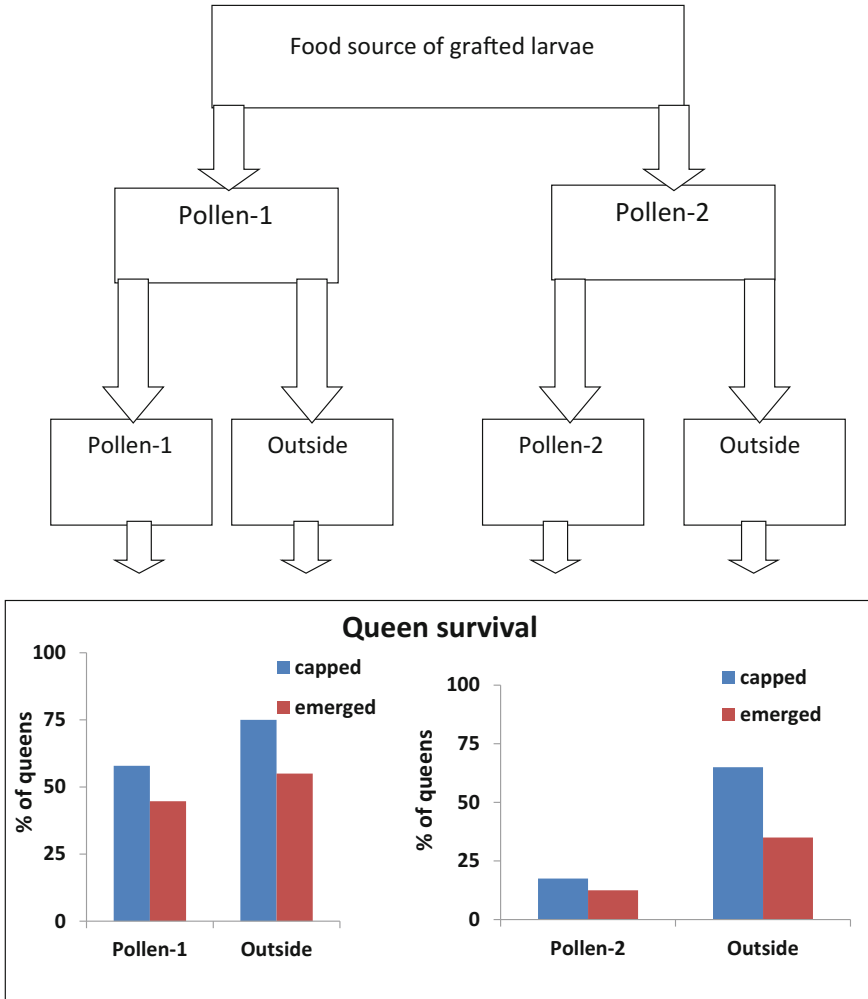 Food source of grafted larvae
Pollen-1
Pollen-2
Pollen-1
Outside
Pollen-2
Outside
Queen survival
100
75
50
25
0
% of queens
capped
emerged
Pollen-1
Outside
100
75
50
25
0
% of queens
capped
emerged
Pollen-2
Outside